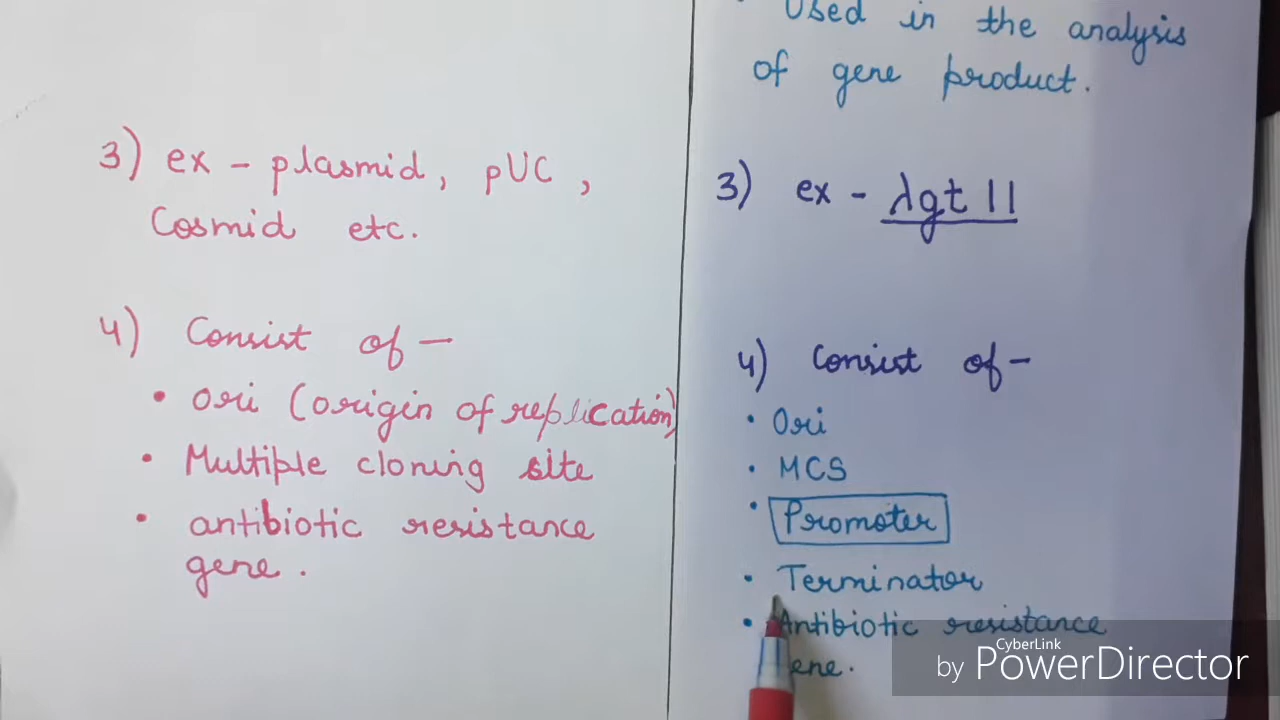 3) ex - plasmid, pUC,
Cosmid etc.
4) Consist of -
• Ori (origin of replication)
• Multiple cloning site
• antibiotic resistance
gene.
Used in the analysis
of gene product.
3) ex - λgt 11
4) Consist of -
• Ori
• MCS
• Promoter
• Terminator
• Antibiotic resistance
ene.
CyberLink
by PowerDirector